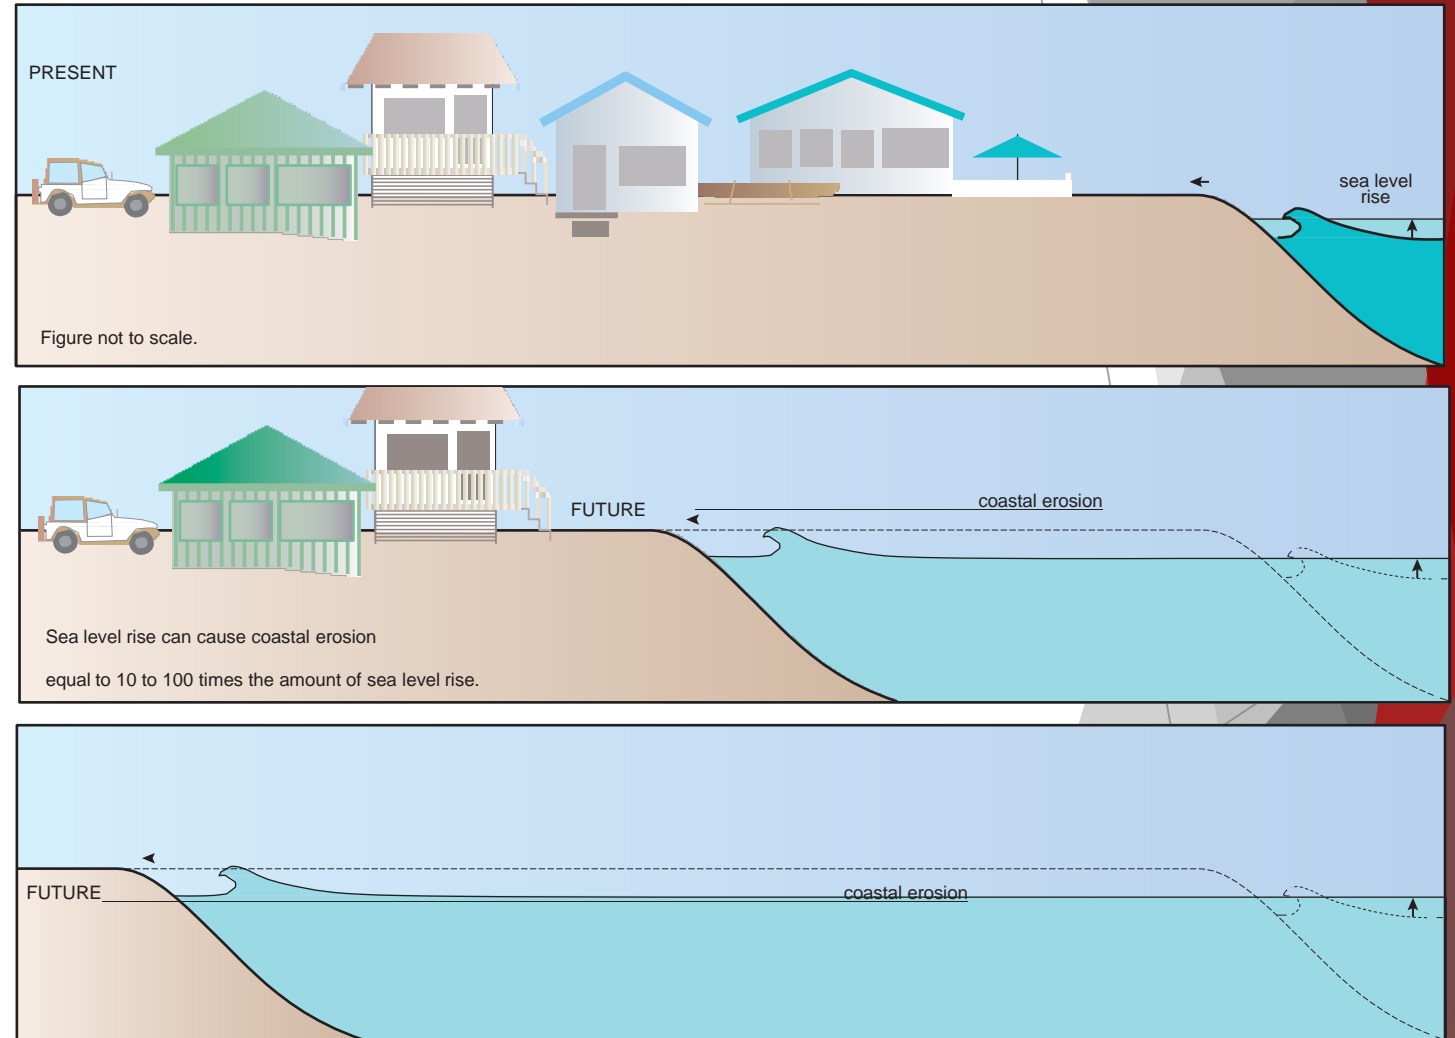 PRESENT
sea level
rise
Figure not to scale.
coastal erosion
FUTURE
Sea level rise can cause coastal erosion
equal to 10 to 100 times the amount of sea level rise.
FUTURE
coastal erosion